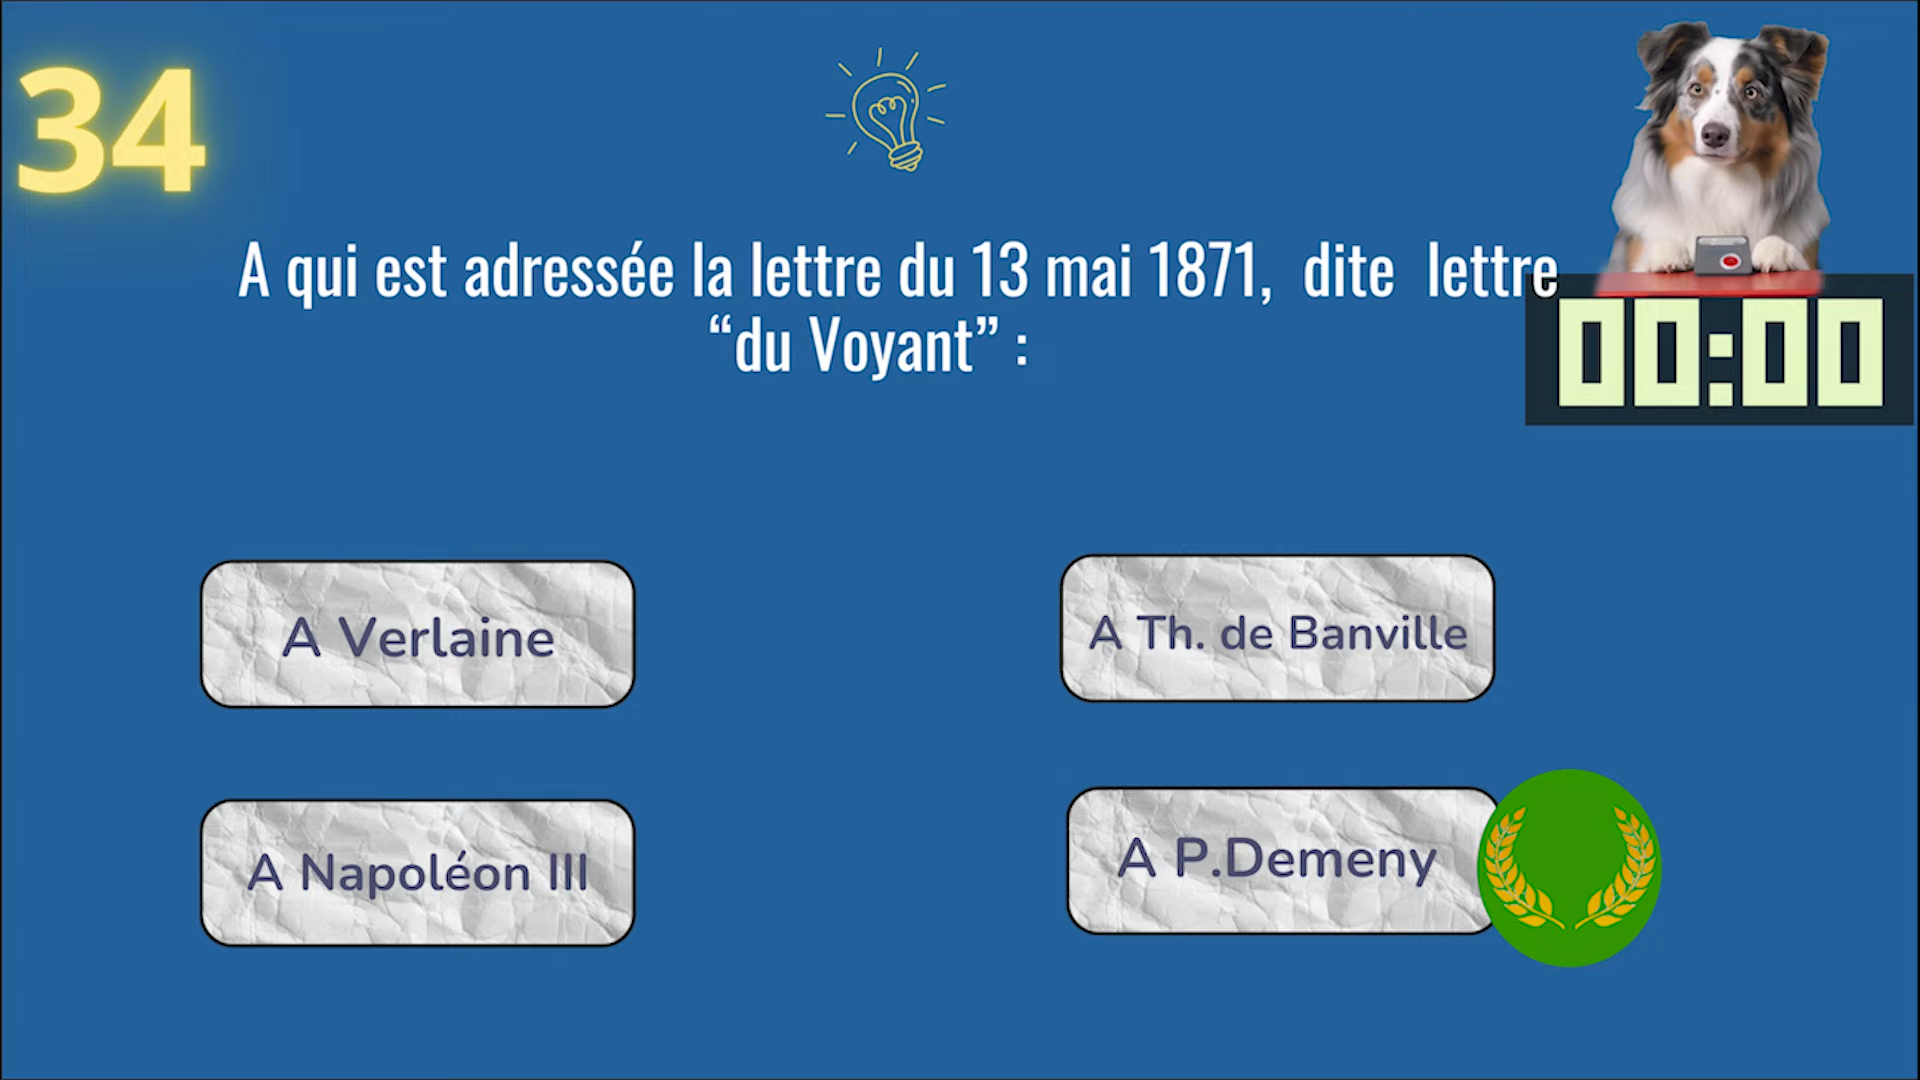 34
A qui est adressée la lettre du 13 mai 1871, dite lettre
“du Voyant” :
00:00
A Verlaine
A Th. de Banville
A Napoléon III
A P.Demeny